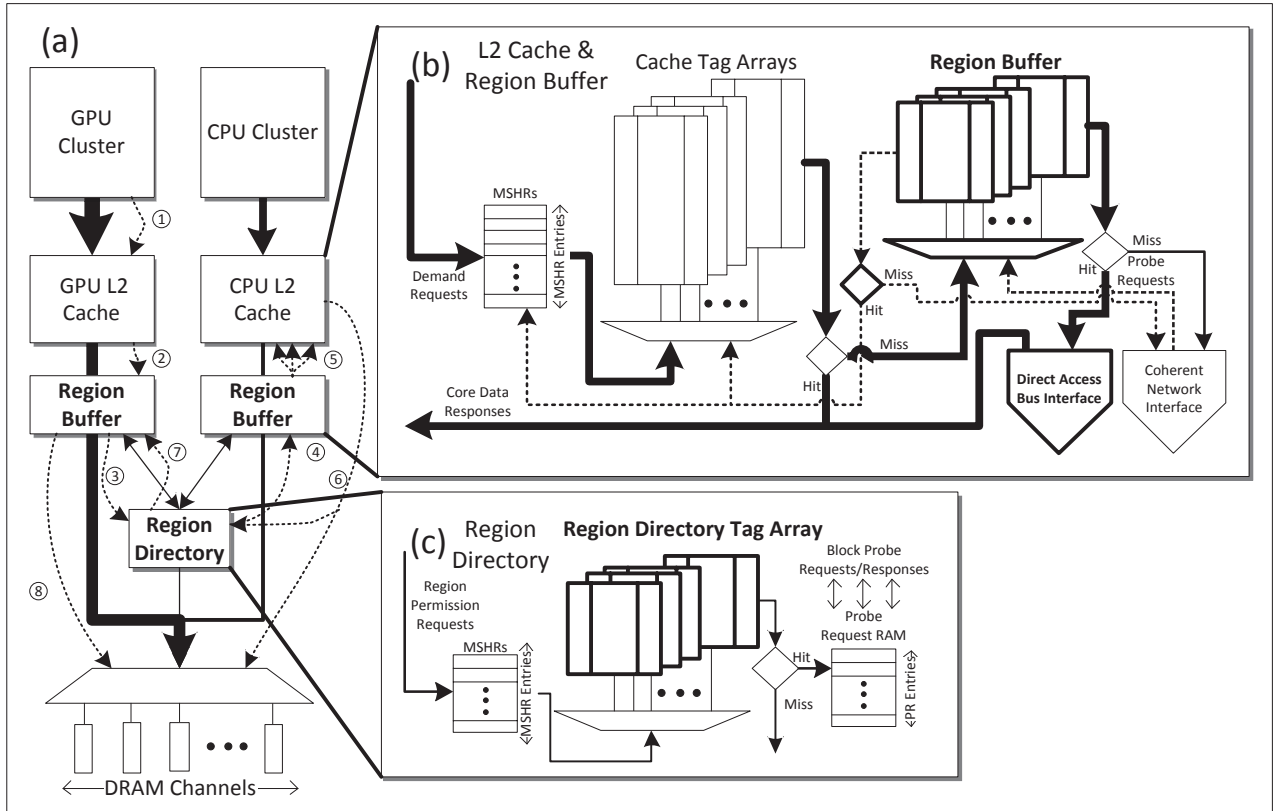 (a)
GPU
Cluster
CPU Cluster
①
GPU L2
Cache
CPU L2
Cache
②
⑤
Region
Buffer
Region
Buffer
③
⑦
④
⑥
Region
Directory
⑧
DRAM Channels
(b)
L2 Cache &
Region Buffer
Cache Tag Arrays
Region Buffer
MSHRs
MSHR Entries
Demand
Requests
Miss
Hit
Miss
Hit
Miss
Hit
Probe
Requests
Core Data
Responses
Direct Access
Bus Interface
Coherent
Network
Interface
(c)
Region
Directory
Region Directory Tag Array
Region
Permission
Requests
MSHRs
MSHR Entries
Block Probe
Requests/Responses
Probe
Request RAM
Hit
Miss
PR Entries